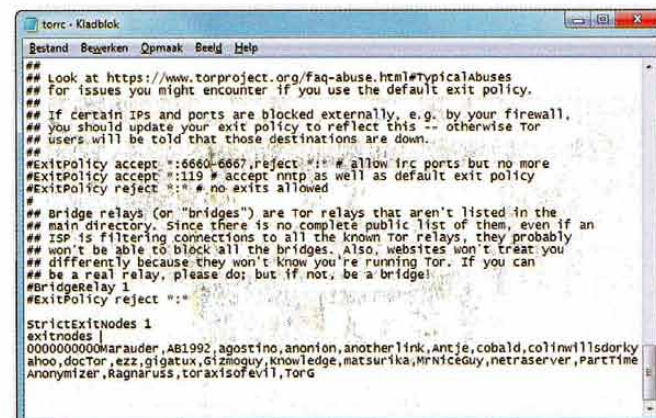 torrc - Kladblok
Bestand Bewerken Opmaak Beeld Help
##
## Look at https://www.torproject.org/faq-abuse.html#TypicalAbuses
## for issues you might encounter if you use the default exit policy.
##
## If certain IPs and ports are blocked externally, e.g. by your firewall,
## you should update your exit policy to reflect this -- otherwise Tor
## users will be told that those destinations are down.
##
#ExitPolicy accept *:6660-6667,reject *:* # allow irc ports but no more
#ExitPolicy accept *:119 # accept nntp as well as default exit policy
#ExitPolicy reject *:* # no exits allowed
#
## Bridge relays (or "bridges") are Tor relays that aren't listed in the
## main directory. Since there is no complete public list of them, even if an
## ISP is filtering connections to all the known Tor relays, they probably
## won't be able to block all the bridges. Also, websites won't treat you
## differently because they won't know you're running Tor. If you can
## be a real relay, please do; but if not, be a bridge!
#BridgeRelay 1
#ExitPolicy reject *:*
StrictExitNodes 1
exitnodes
0000000000Marauder,AB1992,agostino,anonion,anotherlink,Antje,cobald,colinwillsdorky
ahoo,docTor,ezz,gigatux,Gizmoguy,Knowledge,matsurika,MrNiceGuy,netraserver,PartTime
Anonymizer,Ragnaruss,toraxisofevil,TorG